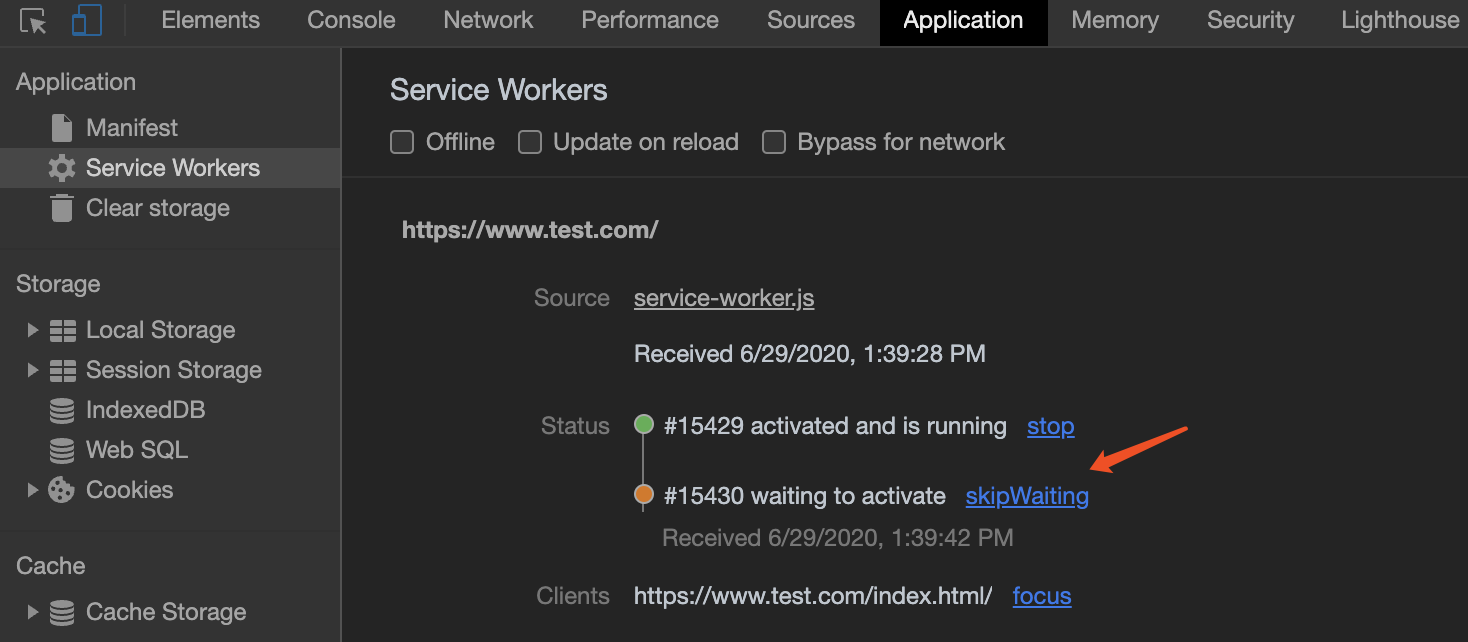 Elements Console Network Performance Sources Application Memory Security Lighthouse
Application
Manifest
Service Workers
Clear storage
Storage
Local Storage
Session Storage
IndexedDB
Web SQL
Cookies
Cache
Cache Storage
Service Workers
Offline Update on reload Bypass for network
https://www.test.com/
Source service-worker.js
Received 6/29/2020, 1:39:28 PM
Status #15429 activated and is running stop
#15430 waiting to activate skipWaiting
Received 6/29/2020, 1:39:42 PM
Clients https://www.test.com/index.html/ focus